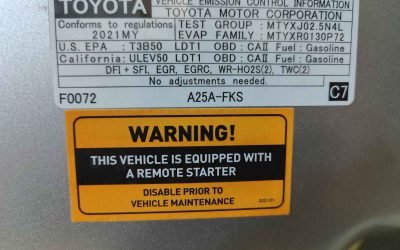 TOYOTA VEHICLE EMISSION CONTROL INFORMATION
TOYOTA MOTOR CORPORATION
Conforms to regulations : 2021MY
TEST GROUP : MTYXJ02.5N4L
EVAP FAMILY : MTYXR0130P72
U.S. EPA : T3B50 LDT1 OBD : CAII Fuel : Gasoline
California: ULEV50 LDT1 OBD : CAII Fuel : Gasoline
DFI + SFI, EGR, EGRC, WR-HO2S(2), TWC(2)
No adjustments needed.
F0072 A25A-FKS C7
WARNING!
THIS VEHICLE IS EQUIPPED WITH
A REMOTE STARTER
DISABLE PRIOR TO
VEHICLE MAINTENANCE